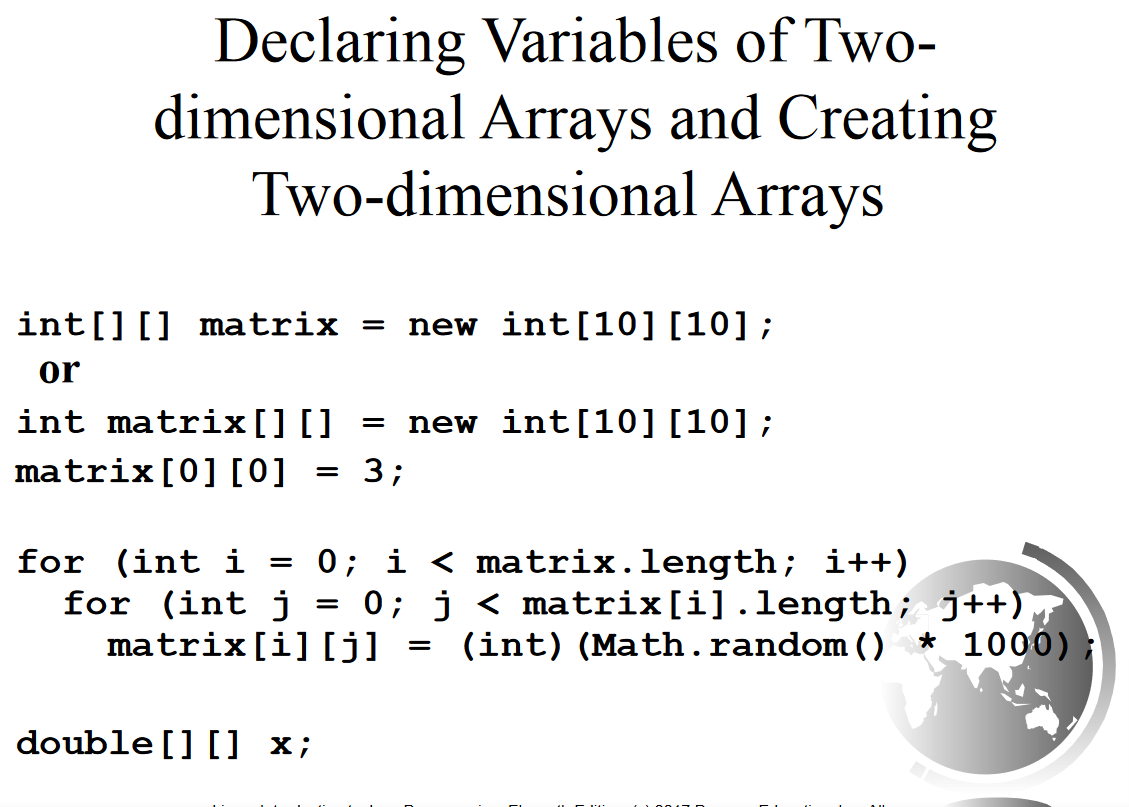 Declaring Variables of Two-
dimensional Arrays and Creating
Two-dimensional Arrays
int[][] matrix = new int[10][10];
or
int matrix[][] = new int[10][10];
matrix[0][0] = 3;
for (int i = 0; i < matrix.length; i++)
for (int j = 0; j < matrix[i].length; j++)
matrix[i][j] = (int)(Math.random() * 1000);
double[][] x;